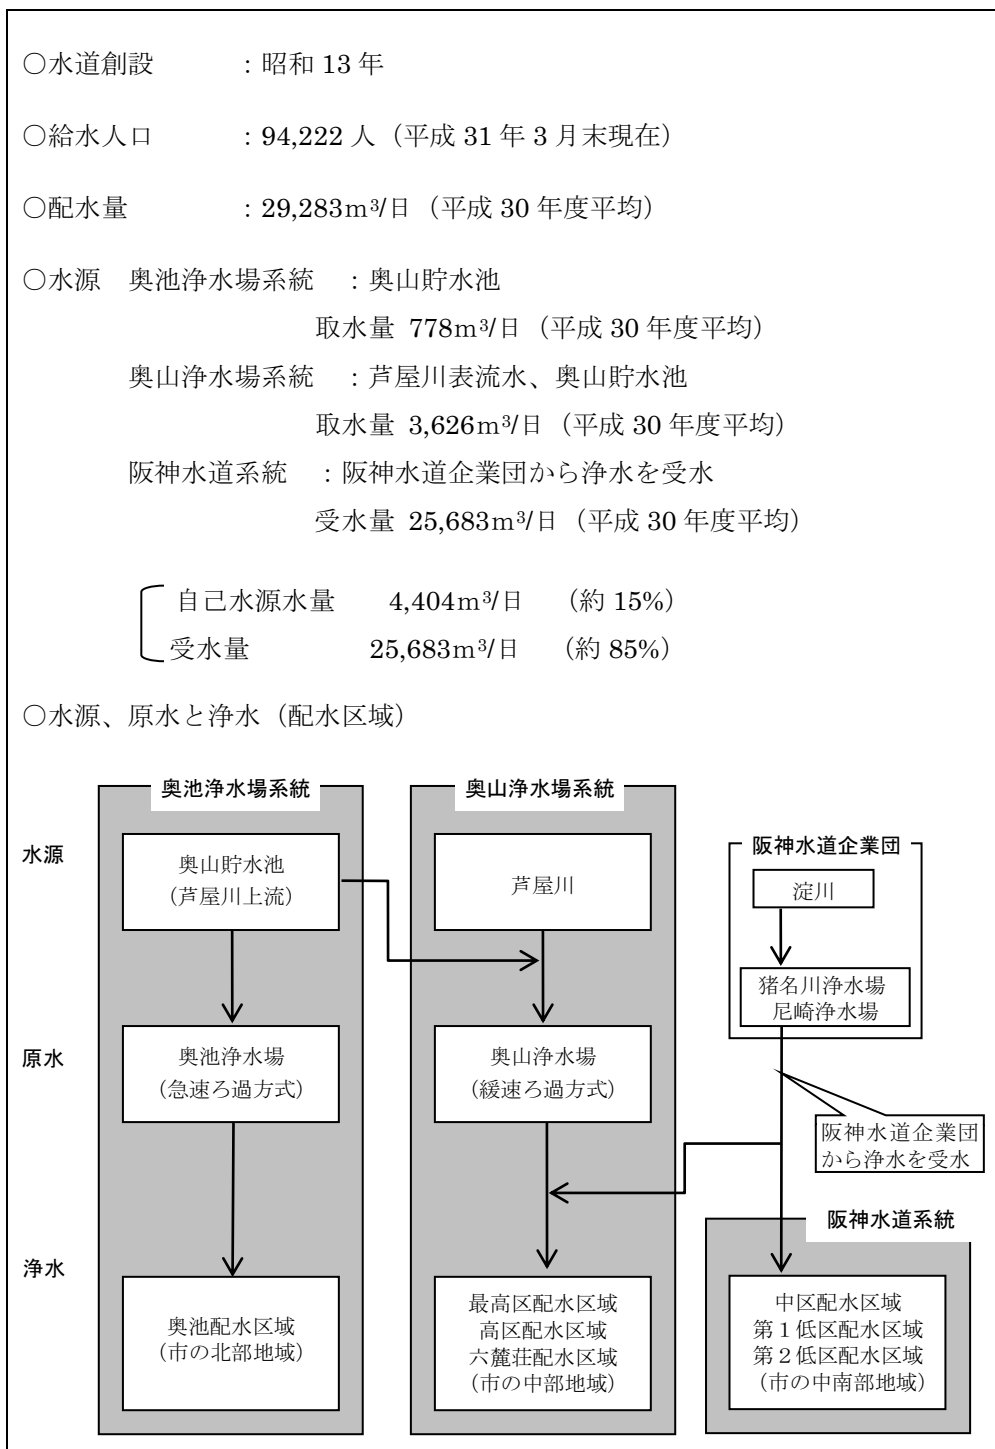 ○水道創設　　　：昭和 13 年
○給水人口　　　：94,222 人（平成 31 年 3 月末現在）
○配水量　　　　：29,283m³/日（平成 30 年度平均）
○水源　奥池浄水場系統　：奥山貯水池
取水量 778m³/日（平成 30 年度平均）
奥山浄水場系統　：芦屋川表流水、奥山貯水池
取水量 3,626m³/日（平成 30 年度平均）
阪神水道系統　：阪神水道企業団から浄水を受水
受水量 25,683m³/日（平成 30 年度平均）
自己水源水量　　4,404m³/日　（約 15%）
受水量　　　　25,683m³/日　（約 85%）
○水源、原水と浄水（配水区域）
奥池浄水場系統
奥山浄水場系統
水源
奥山貯水池
（芦屋川上流）
芦屋川
阪神水道企業団
淀川
猪名川浄水場
尼崎浄水場
原水
奥池浄水場
（急速ろ過方式）
奥山浄水場
（緩速ろ過方式）
阪神水道企業団
から浄水を受水
阪神水道系統
浄水
奥池配水区域
（市の北部地域）
最高区配水区域
高区配水区域
六麓荘配水区域
（市の中部地域）
中区配水区域
第１低区配水区域
第２低区配水区域
（市の中南部地域）